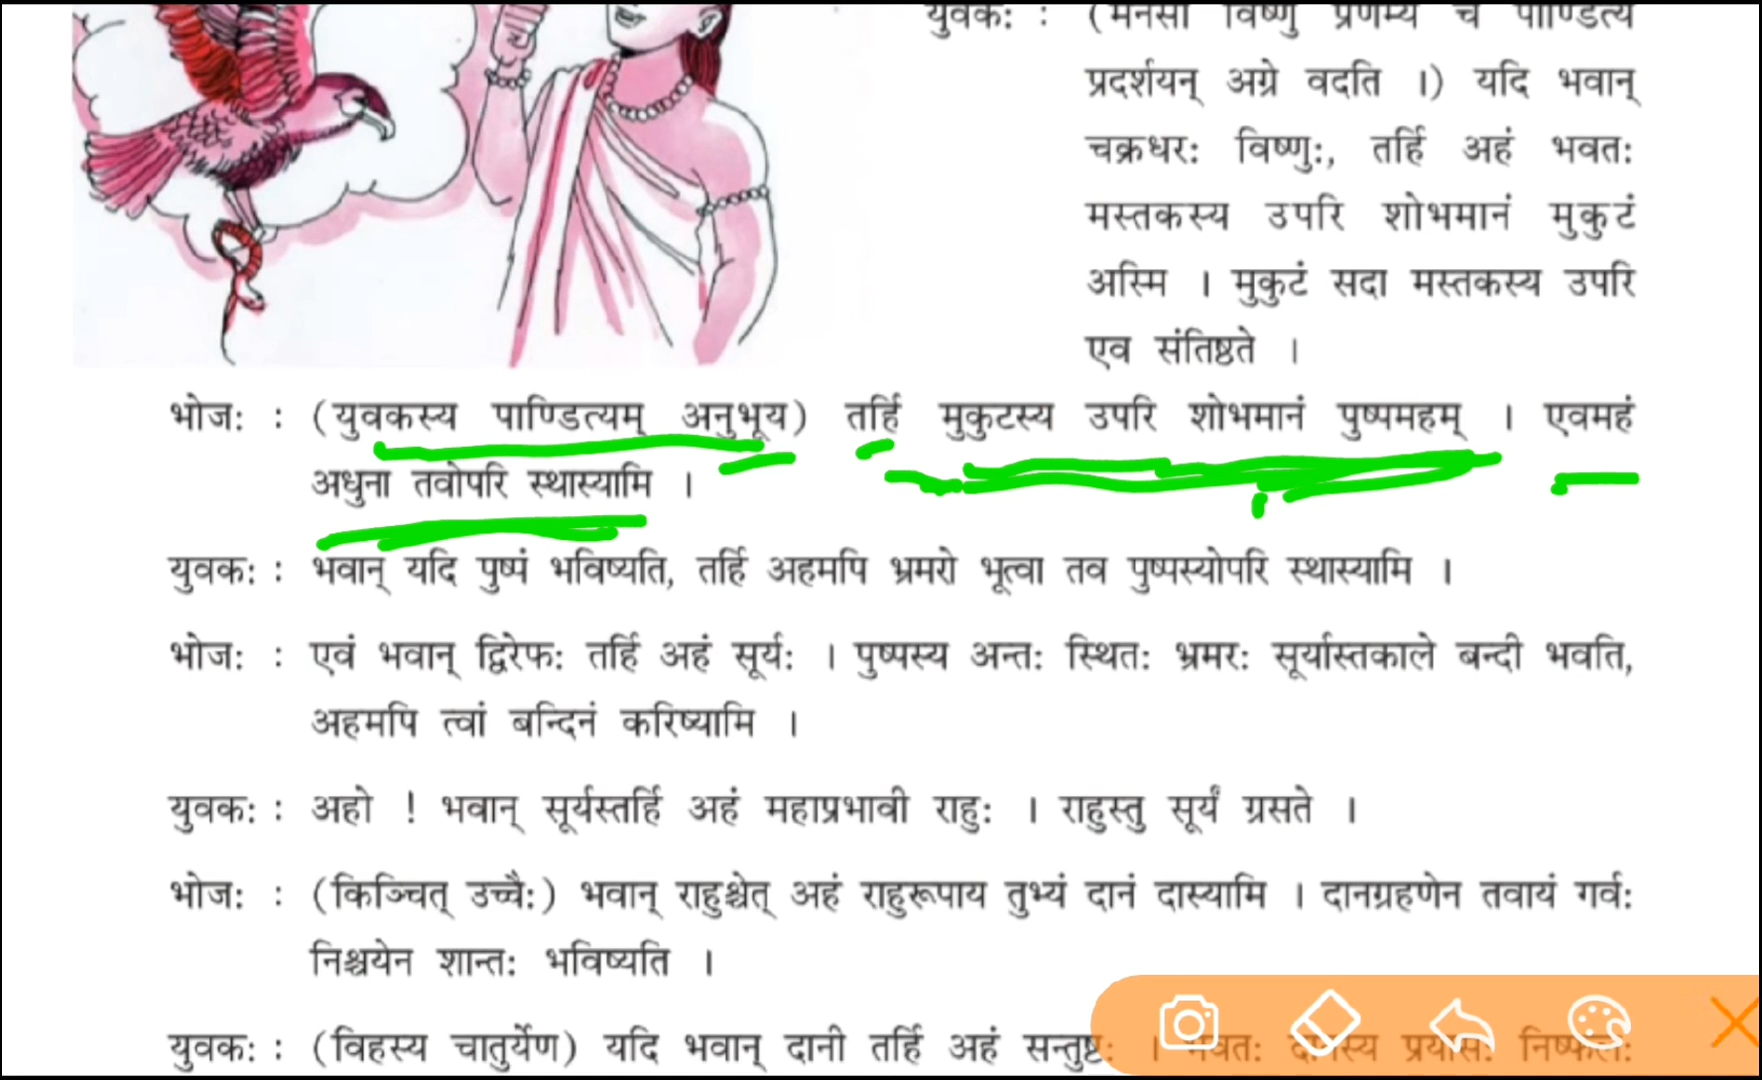 युवक: : (मनसा विष्णुं प्रणम्य च पाण्डित्यं
प्रदर्शयन् अग्रे वदति ।) यदि भवान्
चक्रधर: विष्णु:, तर्हि अहं भवत:
मस्तकस्य उपरि शोभमानं मुकुटं
अस्मि । मुकुटं सदा मस्तकस्य उपरि
एव संतिष्ठते ।
भोज: : (युवकस्य पाण्डित्यम् अनुभूय) तर्हि मुकुटस्य उपरि शोभमानं पुष्पमहम् । एवमहं
अधुना तवोपरि स्थास्यामि ।
युवक: : भवान् यदि पुष्पं भविष्यति, तर्हि अहमपि भ्रमरो भूत्वा तव पुष्पस्योपरि स्थास्यामि ।
भोज: : एवं भवान् द्विरेफ: तर्हि अहं सूर्य: । पुष्पस्य अन्त: स्थित: भ्रमर: सूर्यास्तकाले बन्दी भवति,
अहमपि त्वां बन्दिनं करिष्यामि ।
युवक: : अहो ! भवान् सूर्यस्तर्हि अहं महाप्रभावी राहु: । राहुस्तु सूर्यं ग्रसते ।
भोज: : (किञ्चित् उच्चै:) भवान् राहुश्चेत् अहं राहुरूपाय तुभ्यं दानं दास्यामि । दानग्रहणेन तवायं गर्व:
निश्चयेन शान्त: भविष्यति ।
युवक: : (विहस्य चातुर्येण) यदि भवान् दानी तर्हि अहं सन्तुष्ट: । भवत: दानस्य प्रयास: निष्फल: